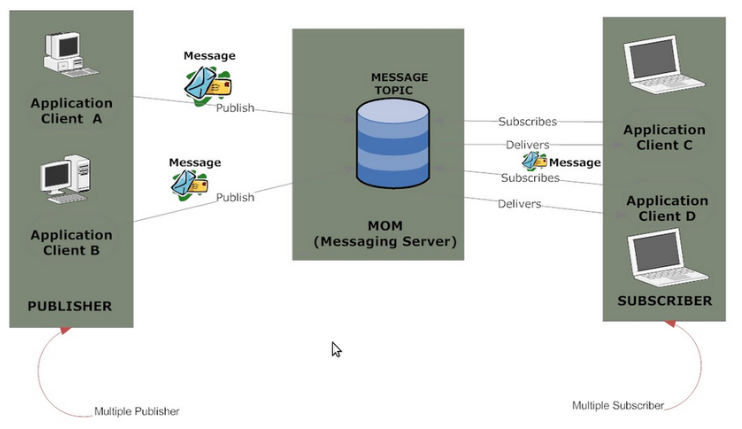 Application
Client A
Application
Client B
PUBLISHER
Message
Publish
Message
Publish
MESSAGE
TOPIC
MOM
(Messaging Server)
Subscribes
Delivers
Message
Subscribes
Delivers
Application
Client C
Application
Client D
SUBSCRIBER
Multiple Publisher
Multiple Subscriber